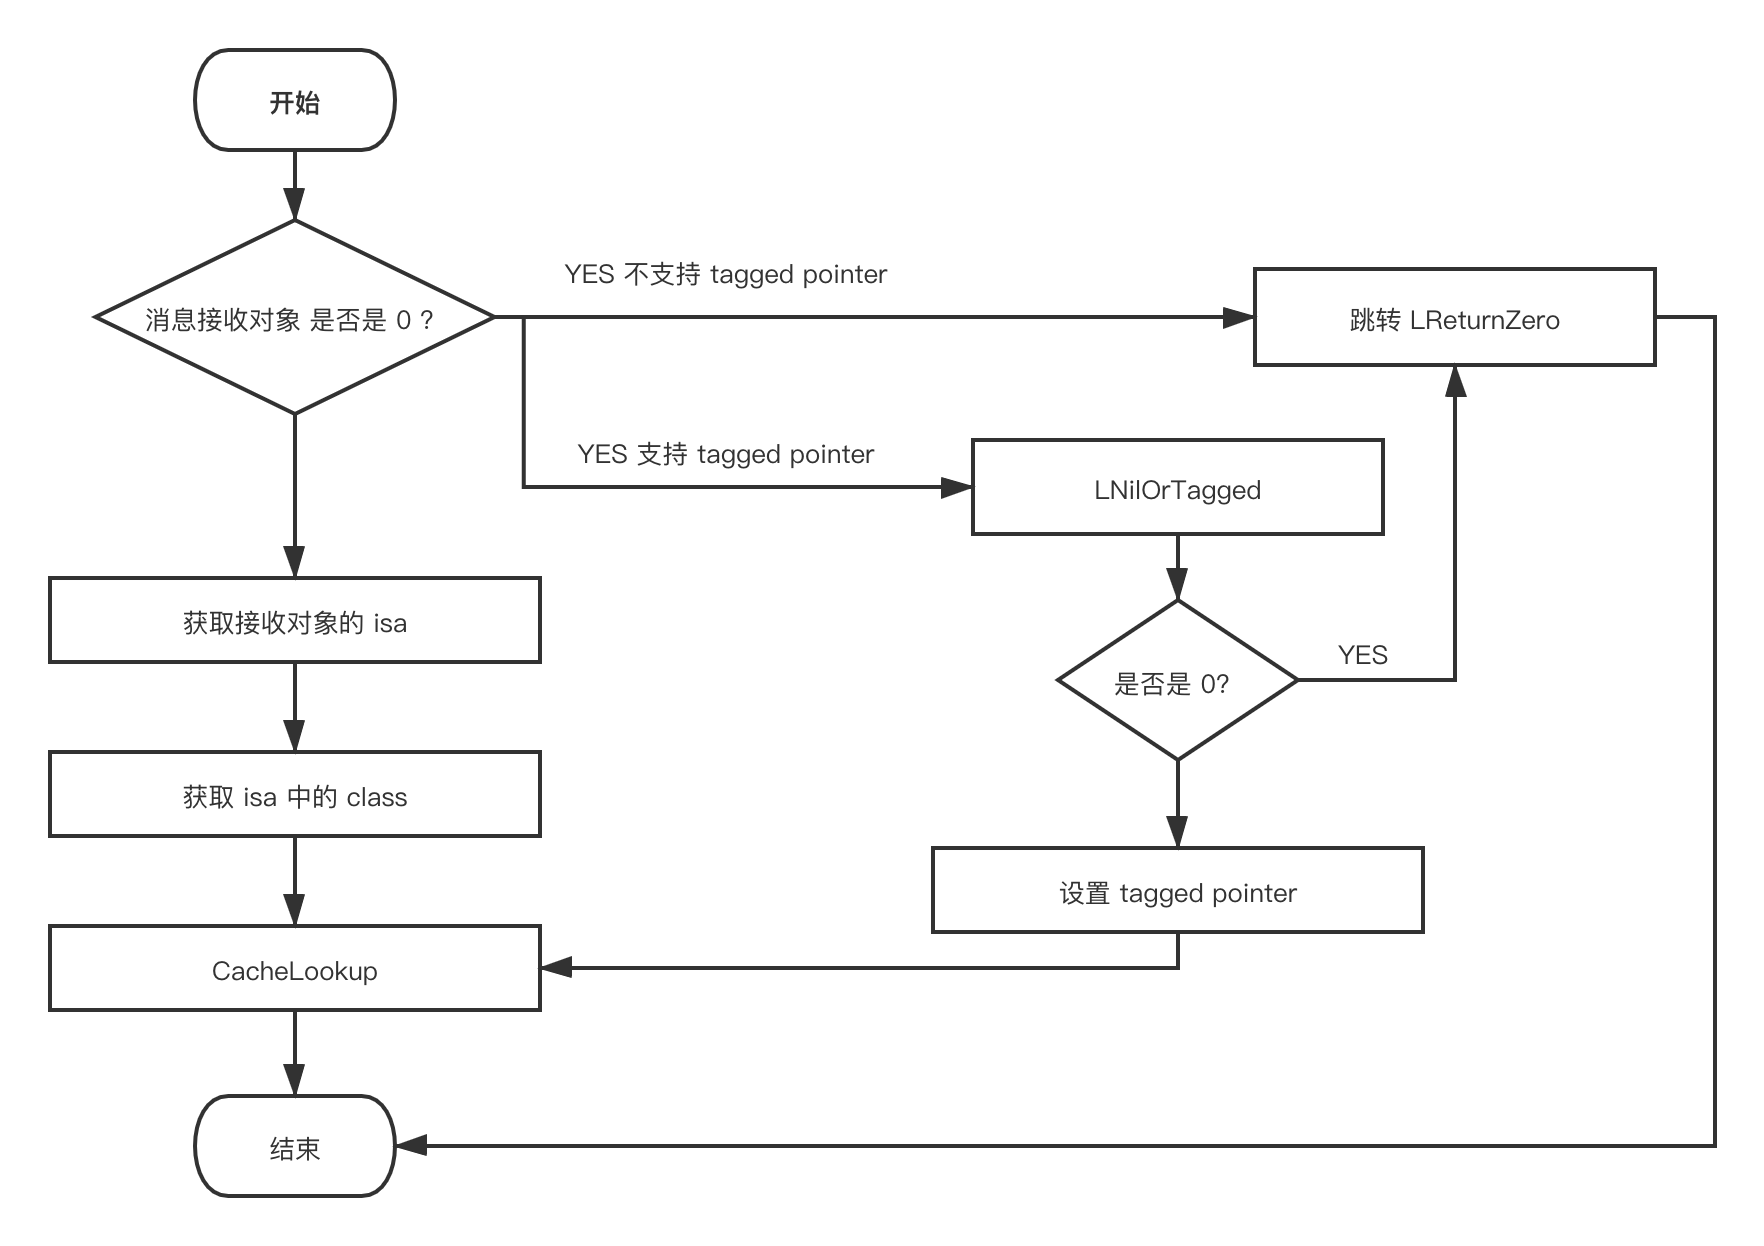 开始
消息接收对象 是否是 0 ?
YES 不支持 tagged pointer
跳转 LReturnZero
YES 支持 tagged pointer
LNilOrTagged
获取接收对象的 isa
是否是 0?
YES
获取 isa 中的 class
设置 tagged pointer
CacheLookup
结束